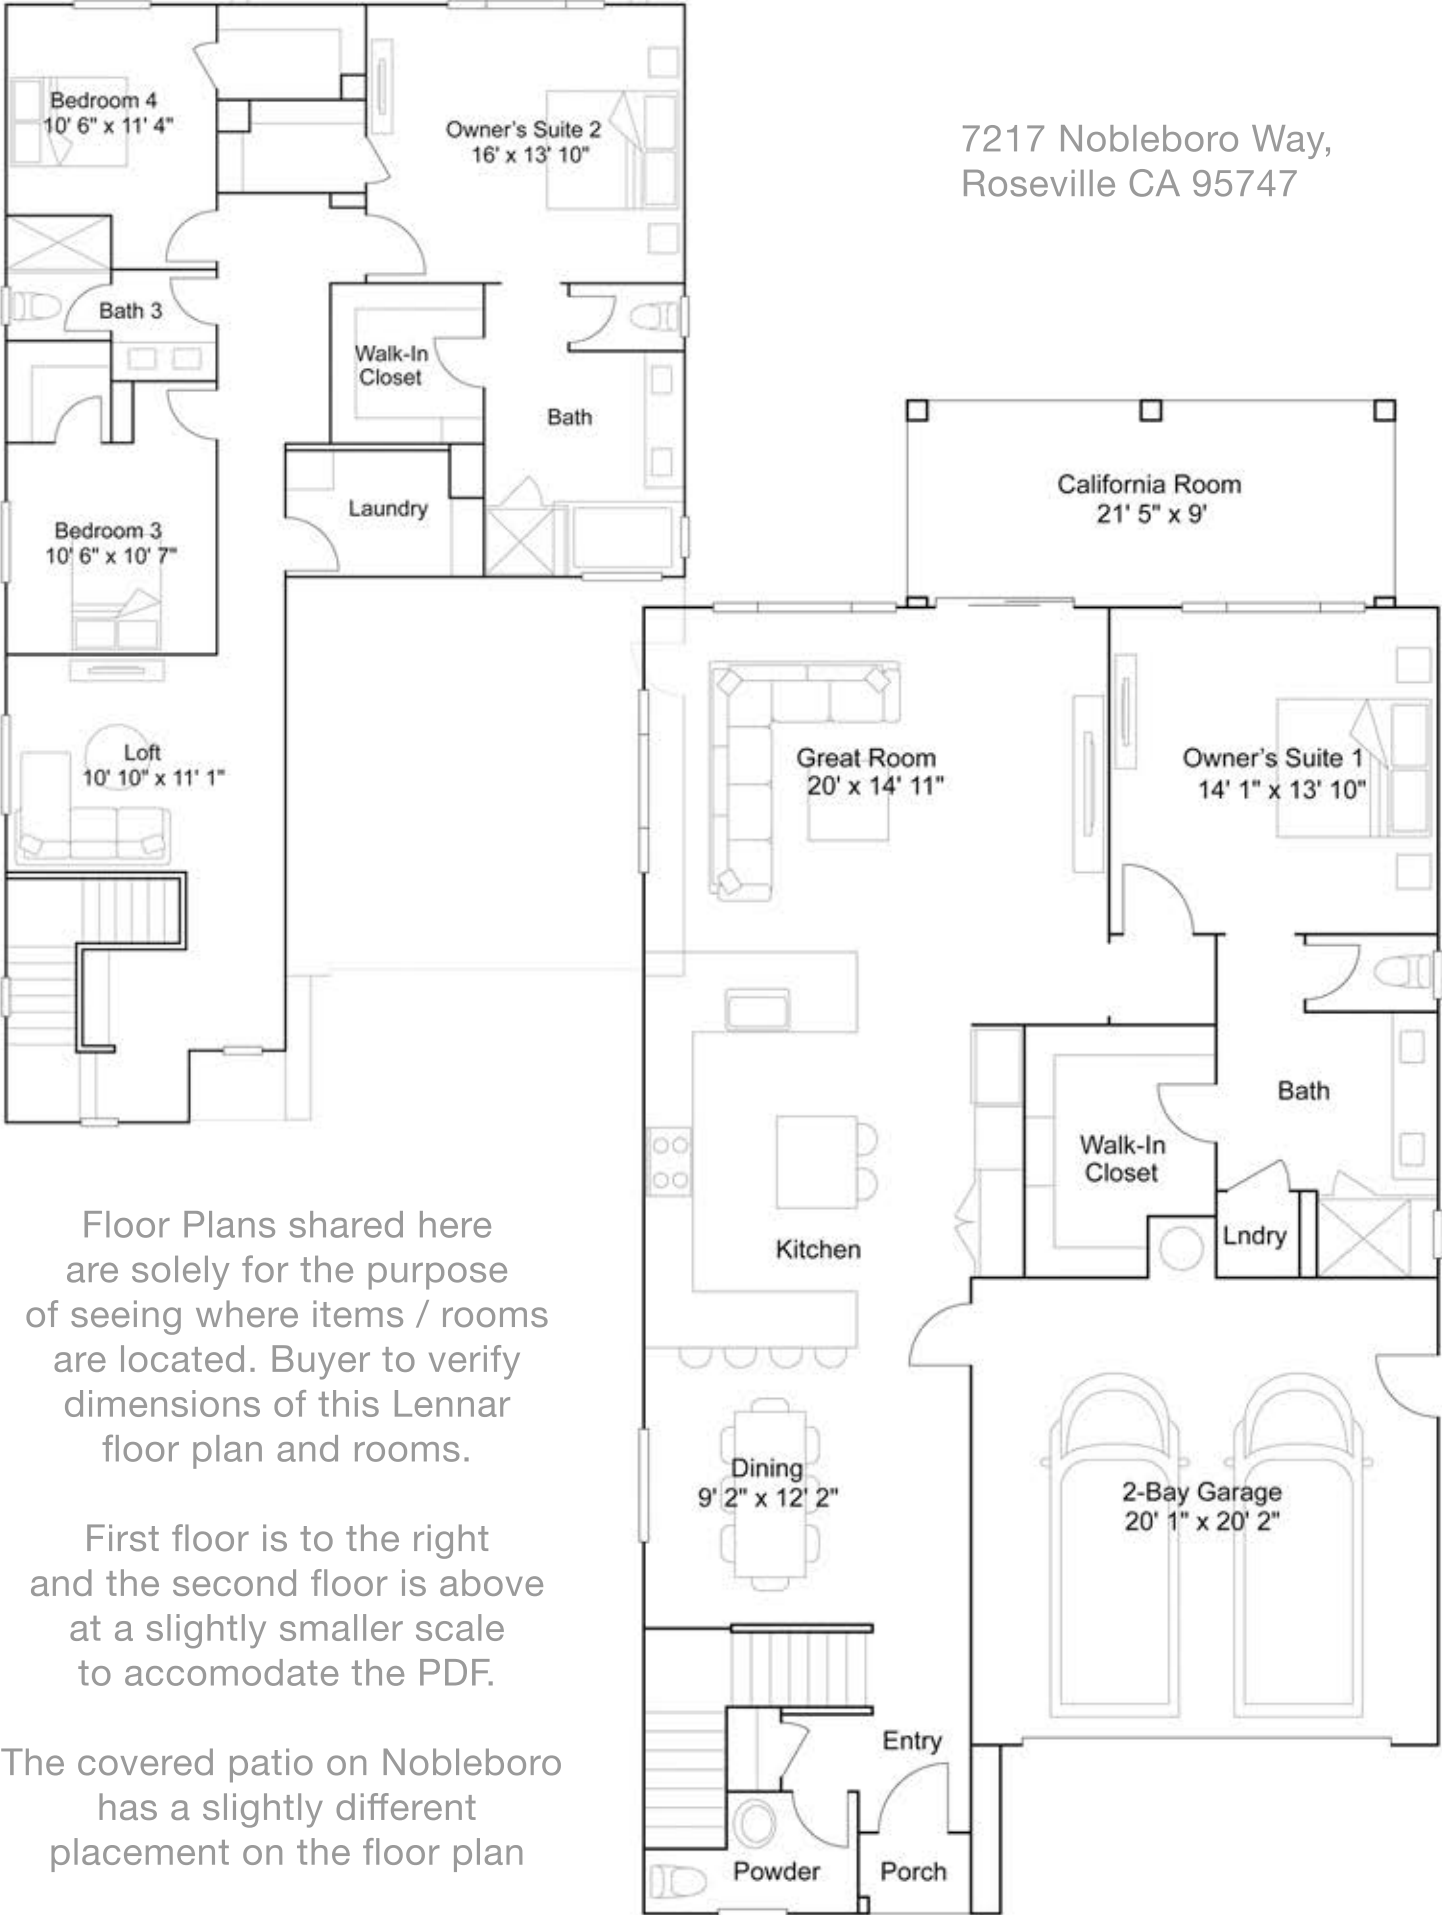 Bedroom 4
10' 6" x 11' 4"
Owner's Suite 2
16' x 13' 10"
7217 Nobleboro Way,
Roseville CA 95747
Bath 3
Walk-In
Closet
Bath
Laundry
Bedroom 3
10' 6" x 10' 7"
Loft
10' 10" x 11' 1"
California Room
21' 5" x 9'
Great Room
20' x 14' 11"
Owner's Suite 1
14' 1" x 13' 10"
Bath
Walk-In
Closet
Lndry
Kitchen
Dining
9' 2" x 12' 2"
2-Bay Garage
20' 1" x 20' 2"
Entry
Powder
Porch
Floor Plans shared here
are solely for the purpose
of seeing where items / rooms
are located. Buyer to verify
dimensions of this Lennar
floor plan and rooms.
First floor is to the right
and the second floor is above
at a slightly smaller scale
to accomodate the PDF.
The covered patio on Nobleboro
has a slightly different
placement on the floor plan